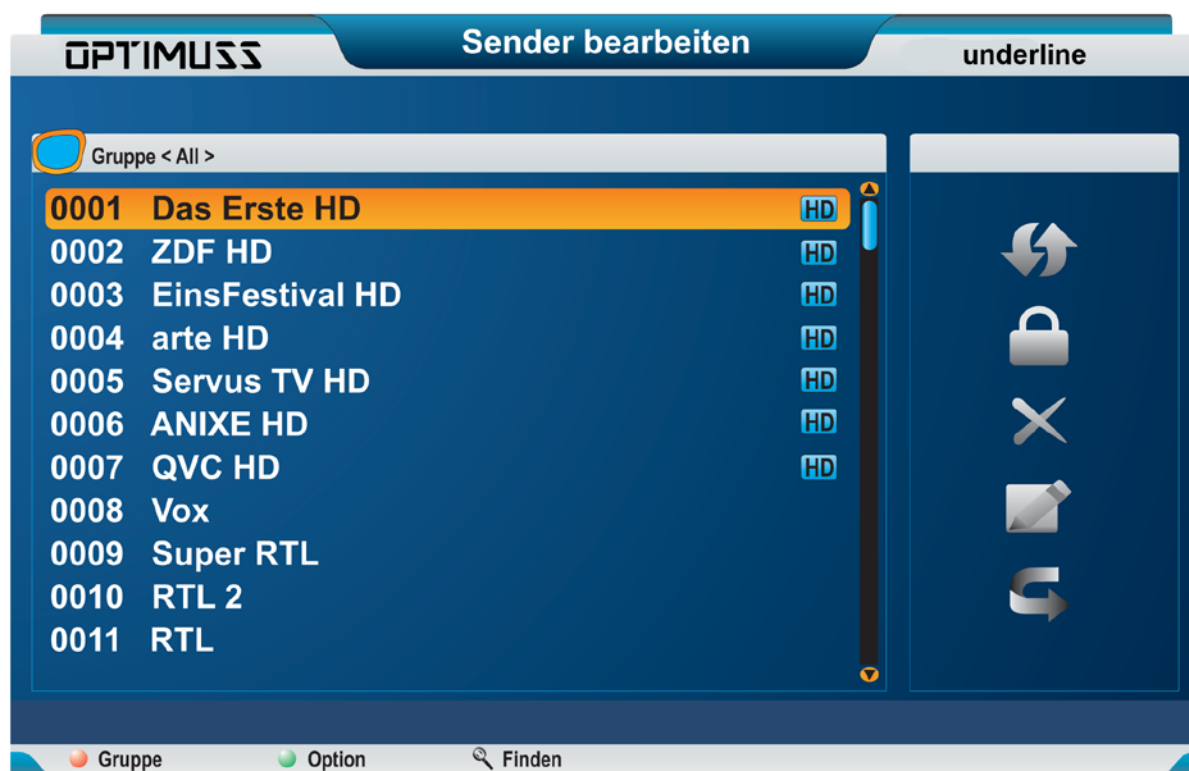 OPTIMUSS Sender bearbeiten underline
Gruppe < All >
0001 Das Erste HD HD
0002 ZDF HD HD
0003 EinsFestival HD HD
0004 arte HD HD
0005 Servus TV HD HD
0006 ANIXE HD HD
0007 QVC HD HD
0008 Vox
0009 Super RTL
0010 RTL 2
0011 RTL
Gruppe Option Finden